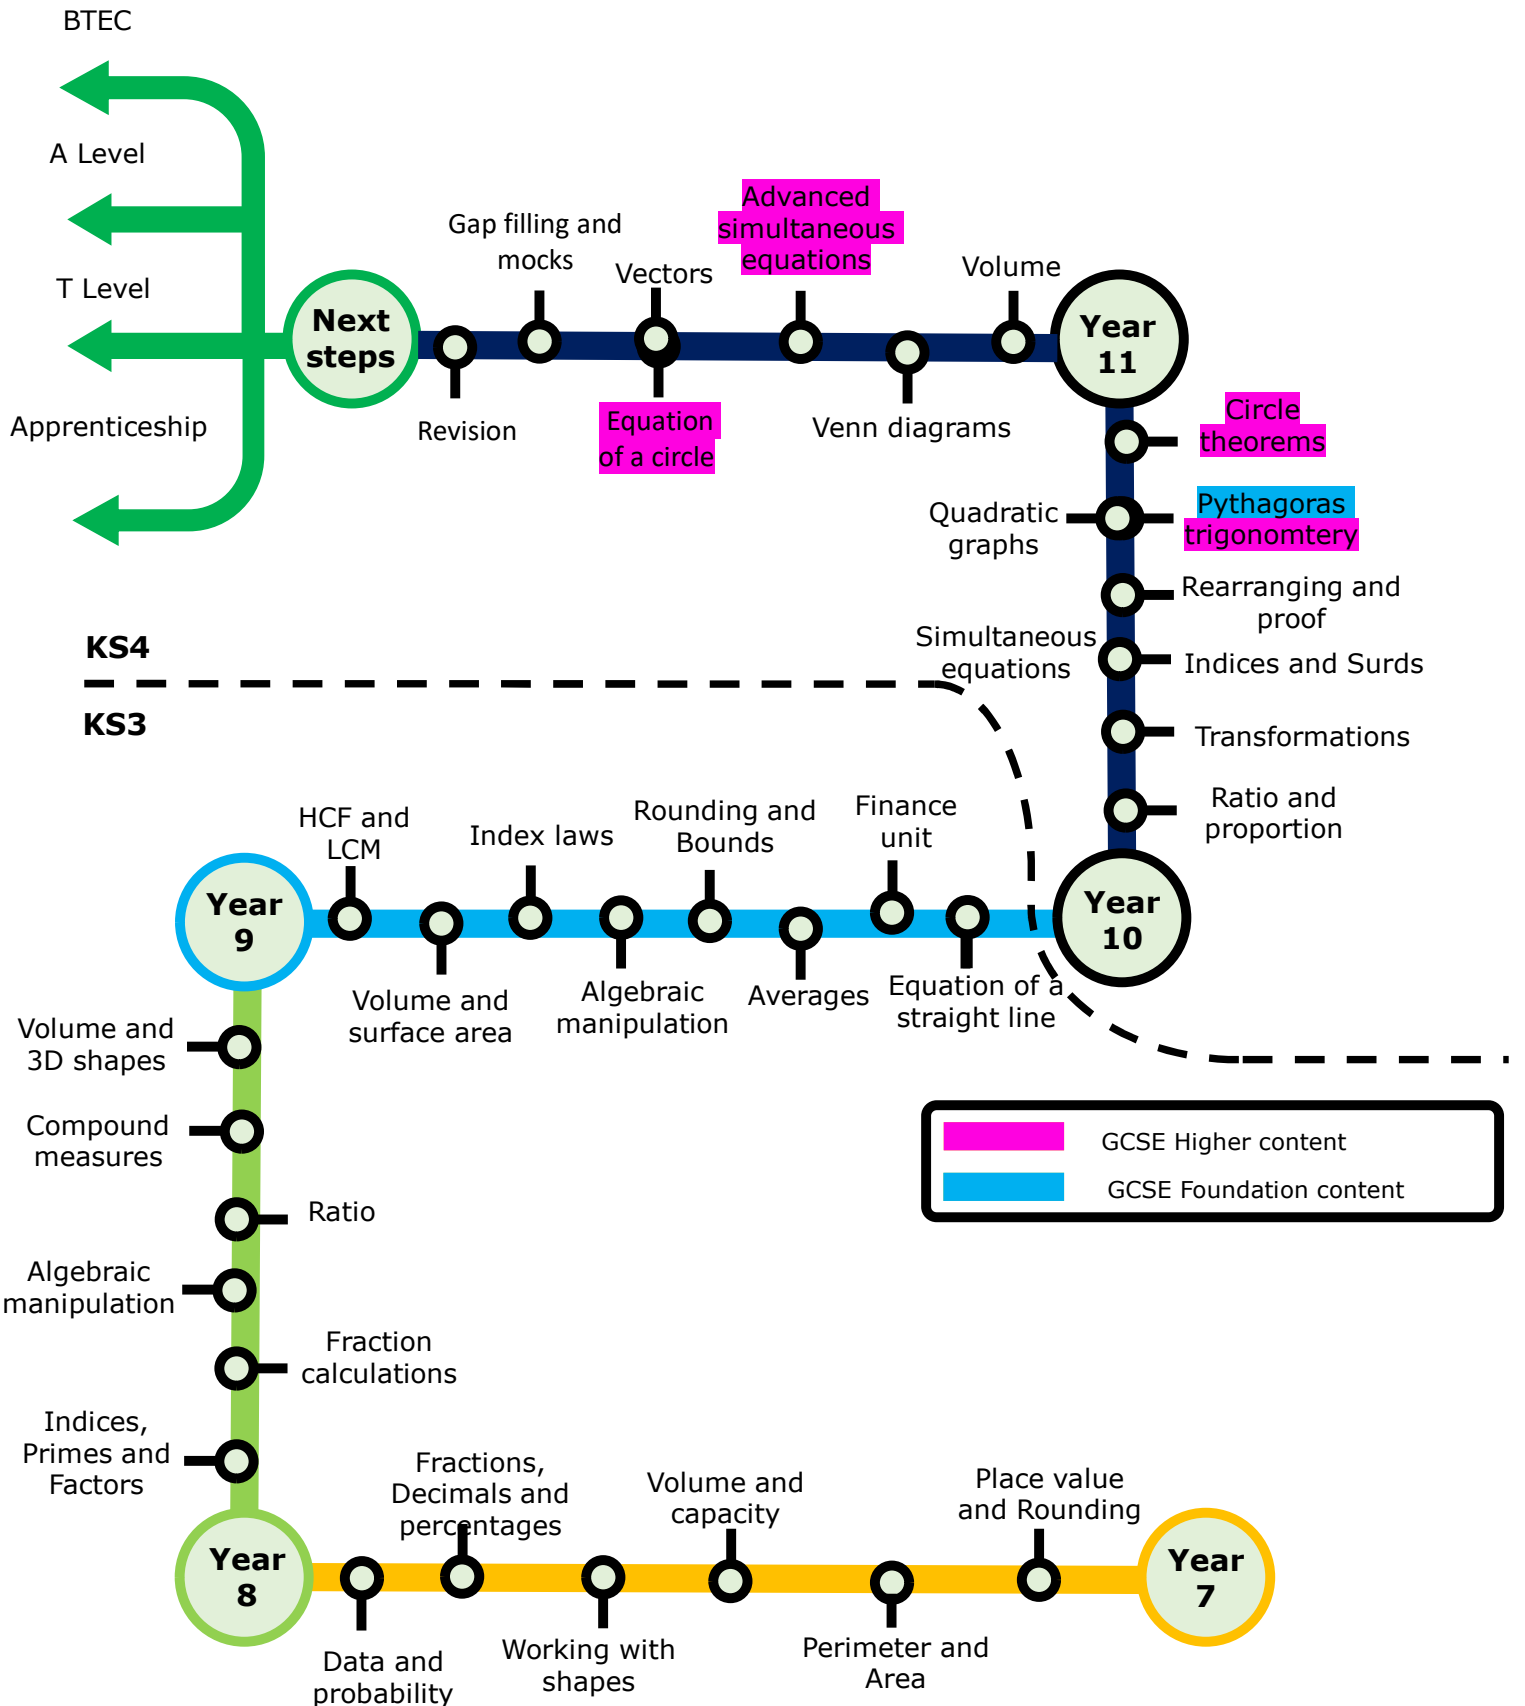 BTEC
A Level
T Level
Apprenticeship
Next
steps
Gap filling and
mocks
Vectors
Advanced
simultaneous
equations
Volume
Year
11
Revision
Equation
of a circle
Venn diagrams
Circle
theorems
Quadratic
graphs
Pythagoras
trigonomtery
Rearranging and
proof
Simultaneous
equations
Indices and Surds
Transformations
Ratio and
proportion
KS4
KS3
Year
9
HCF and
LCM
Index laws
Rounding and
Bounds
Finance
unit
Year
10
Volume and
surface area
Algebraic
manipulation
Averages
Equation of a
straight line
Volume and
3D shapes
Compound
measures
Ratio
Algebraic
manipulation
Fraction
calculations
Indices,
Primes and
Factors
GCSE Higher content
GCSE Foundation content
Year
8
Fractions,
Decimals and
percentages
Volume and
capacity
Place value
and Rounding
Year
7
Data and
probability
Working with
shapes
Perimeter and
Area